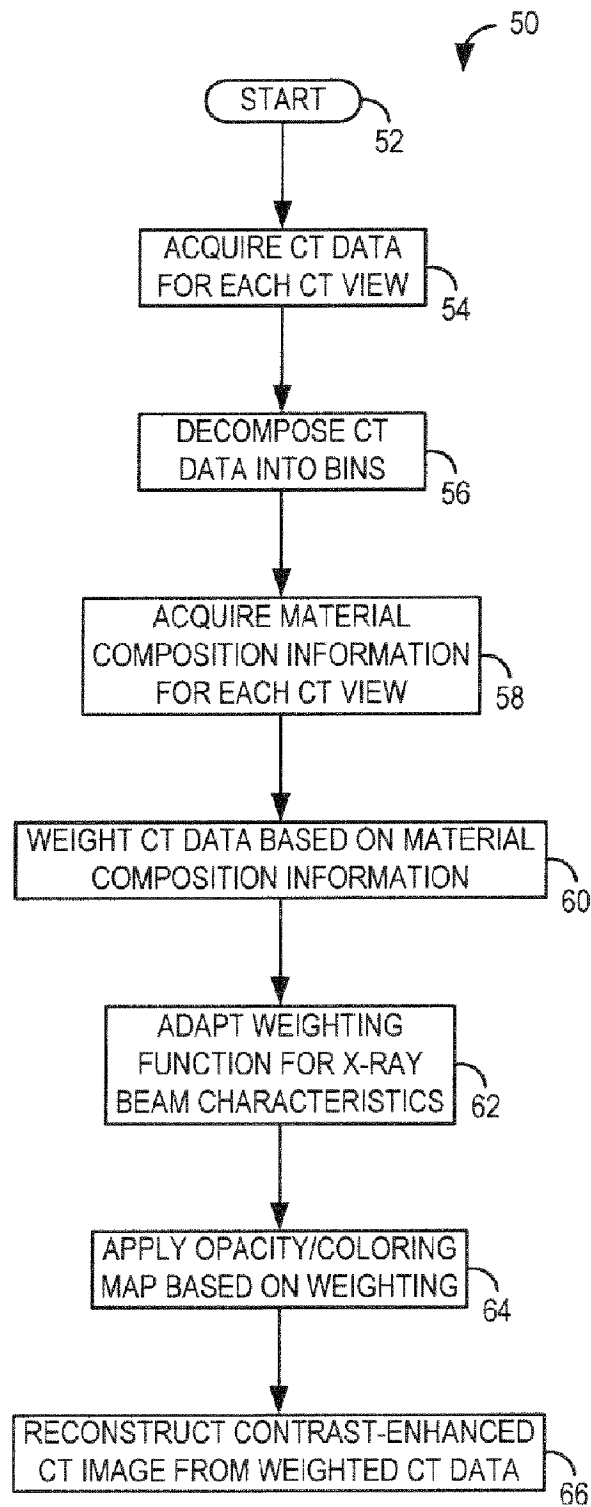 50
START
52
ACQUIRE CT DATA
FOR EACH CT VIEW
54
DECOMPOSE CT
DATA INTO BINS
56
ACQUIRE MATERIAL
COMPOSITION INFORMATION
FOR EACH CT VIEW
58
WEIGHT CT DATA BASED ON MATERIAL
COMPOSITION INFORMATION
60
ADAPT WEIGHTING
FUNCTION FOR X-RAY
BEAM CHARACTERISTICS
62
APPLY OPACITY/COLORING
MAP BASED ON WEIGHTING
64
RECONSTRUCT CONTRAST-ENHANCED
CT IMAGE FROM WEIGHTED CT DATA
66